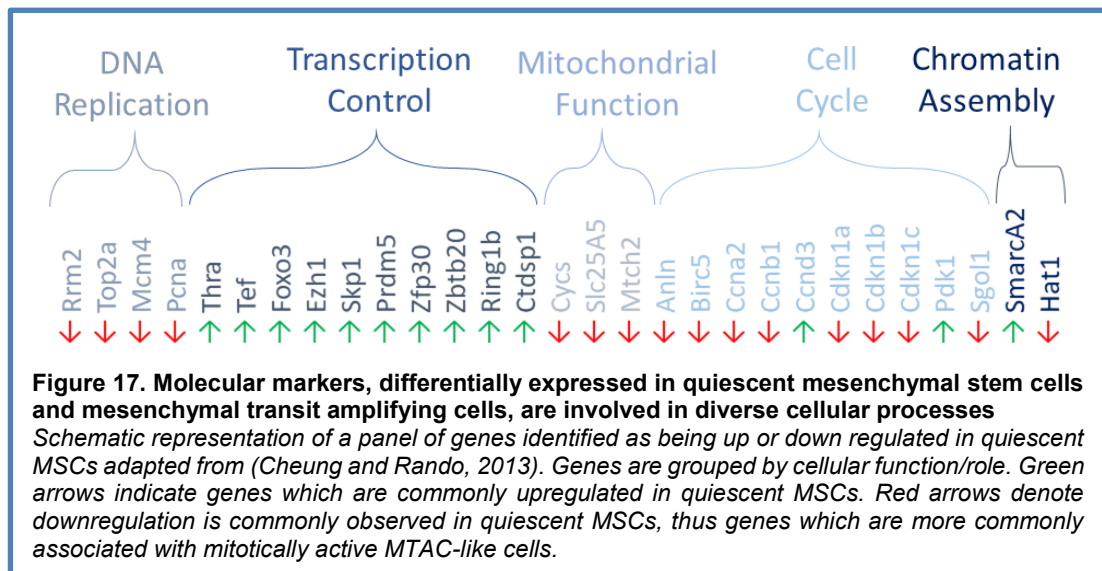 DNA
Replication
Transcription
Control
Mitochondrial
Function
Cell
Cycle
Chromatin
Assembly
Rrm2
Top2a
Mcm4
Pcna
Thra
Tef
Foxo3
Ezh1
Skp1
Prdm5
Zfp30
Zbtb20
Ring1b
Ctdsp1
Cycs
Slc25A5
Mtch2
Anln
Birc5
Ccna2
Ccnb1
Ccnd3
Cdkn1a
Cdkn1b
Cdkn1c
Pdk1
Sgol1
SmarcA2
Hat1
↓ ↓ ↓ ↓ ↑ ↑ ↑ ↑ ↑ ↑ ↑ ↑ ↑ ↑ ↓ ↓ ↓ ↓ ↓ ↓ ↓ ↑ ↓ ↓ ↓ ↑ ↓ ↑ ↓
Figure 17. Molecular markers, differentially expressed in quiescent mesenchymal stem cells
and mesenchymal transit amplifying cells, are involved in diverse cellular processes
Schematic representation of a panel of genes identified as being up or down regulated in quiescent
MSCs adapted from (Cheung and Rando, 2013). Genes are grouped by cellular function/role. Green
arrows indicate genes which are commonly upregulated in quiescent MSCs. Red arrows denote
downregulation is commonly observed in quiescent MSCs, thus genes which are more commonly
associated with mitotically active MTAC-like cells.